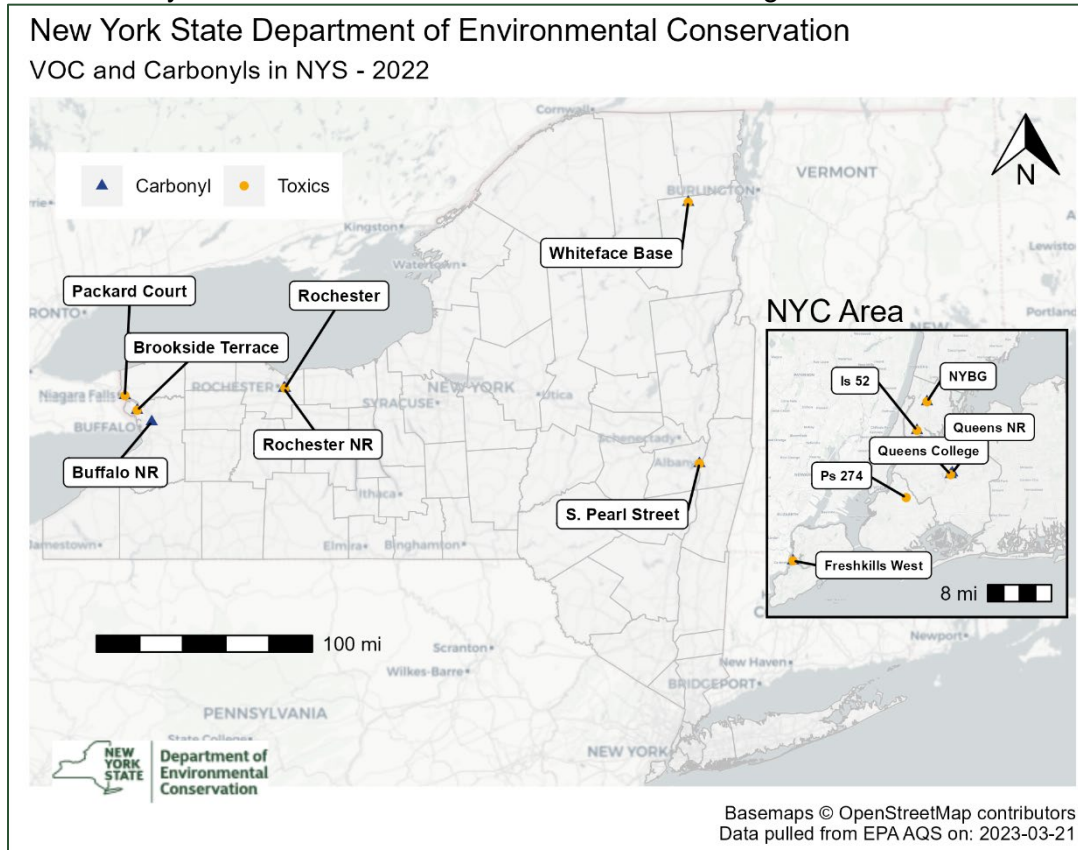 New York State Department of Environmental Conservation
VOC and Carbonyls in NYS - 2022
Carbonyl
Toxics
N
Cornwall
VERMONT
BURLINGTON
Kingston
Watertown
Lewiston
Whiteface Base
Packard Court
Rochester
RONTO
Portland
Brookside Terrace
NYC Area
NEW
Niagara Falls
ROCHESTER
NEW YORK
Utica
SYRACUSE
BUFFALO
Rochester NR
Schenectady
Albany
Buffalo NR
Ithaca
S. Pearl Street
Jamestown
Elmira
Binghamton
Is 52
NYBG
Queens NR
Queens College
Ps 274
Freshkills West
8 mi
100 mi
Scranton
Wilkes-Barre
Newport
New Haven
BRIDGEPORT
PENNSYLVANIA
State College
NEW YORK
NEW
YORK
STATE
Department of
Environmental
Conservation
Basemaps © OpenStreetMap contributors
Data pulled from EPA AQS on: 2023-03-21